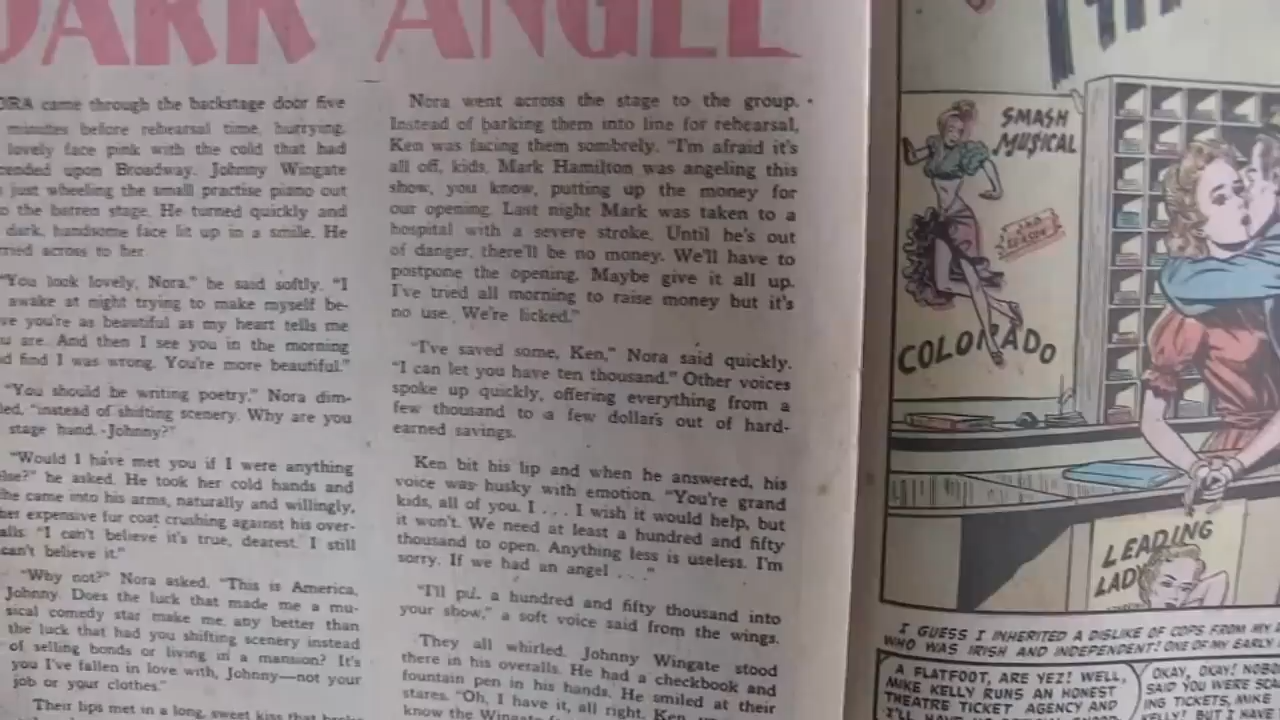 DARK ANGEL
ORA came through the backstage door five
minutes before rehearsal time, hurrying,
lovely face pink with the cold that had
cended upon Broadway. Johnny Wingate
just wheeling the small practise piano out
o the barren stage. He turned quickly and
dark, handsome face lit up in a smile. He
rried across to her.
"You look lovely, Nora," he said softly. "I
awake at night trying to make myself be-
ve you're as beautiful as my heart tells me
u are. And then I see you in the morning
d find I was wrong. You're more beautiful."
"You should be writing poetry," Nora dim-
led, "instead of shifting scenery. Why are you
stage hand, Johnny?"
"Would I have met you if I were anything
else?" he asked. He took her cold hands and
she came into his arms, naturally and willingly,
her expensive fur coat crushing against his over-
alls. "I can't believe it's true, dearest. I still
can't believe it."
"Why not?" Nora asked. "This is America,
Johnny. Does the luck that made me a mu-
sical comedy star make me any better than
the luck that had you shifting scenery instead
of selling bonds or living in a mansion? It's
you I've fallen in love with, Johnny—not your
job or your clothes."
Their lips met in a long, sweet kiss that
Nora went across the stage to the group.
Instead of barking them into line for rehearsal,
Ken was facing them sombrely. "I'm afraid it's
all off, kids. Mark Hamilton was angeling this
show, you know, putting up the money for
our opening. Last night Mark was taken to a
hospital with a severe stroke. Until he's out
of danger, there'll be no money. We'll have to
postpone the opening. Maybe give it all up.
I've tried all morning to raise money but it's
no use. We're licked."
"I've saved some, Ken," Nora said quickly.
"I can let you have ten thousand." Other voices
spoke up quickly, offering everything from a
few thousand to a few dollars out of hard-
earned savings.
Ken bit his lip and when he answered, his
voice was husky with emotion. "You're grand
kids, all of you. I . . . I wish it would help, but
it won't. We need at least a hundred and fifty
thousand to open. Anything less is useless. I'm
sorry. If we had an angel . . ."
"I'll put a hundred and fifty thousand into
your show," a soft voice said from the wings.
They all whirled. Johnny Wingate stood
there in his overalls. He had a checkbook and
fountain pen in his hands. He smiled at their
stares. "Oh, I have it, all right, Ken
know the Wingate
SMASH
MUSICAL
2ND
SEASON
COLORADO
LEADING
LADY
I GUESS I INHERITED A DISLIKE OF COPS FROM MY
WHO WAS IRISH AND INDEPENDENT! ONE OF MY EARLY
A FLATFOOT, ARE YEZ! WELL,
MIKE KELLY RUNS AN HONEST
THEATRE TICKET AGENCY AND
OKAY, OKAY! NOBO
SAID YOU WERE SCA
ING TICKETS, MIKE